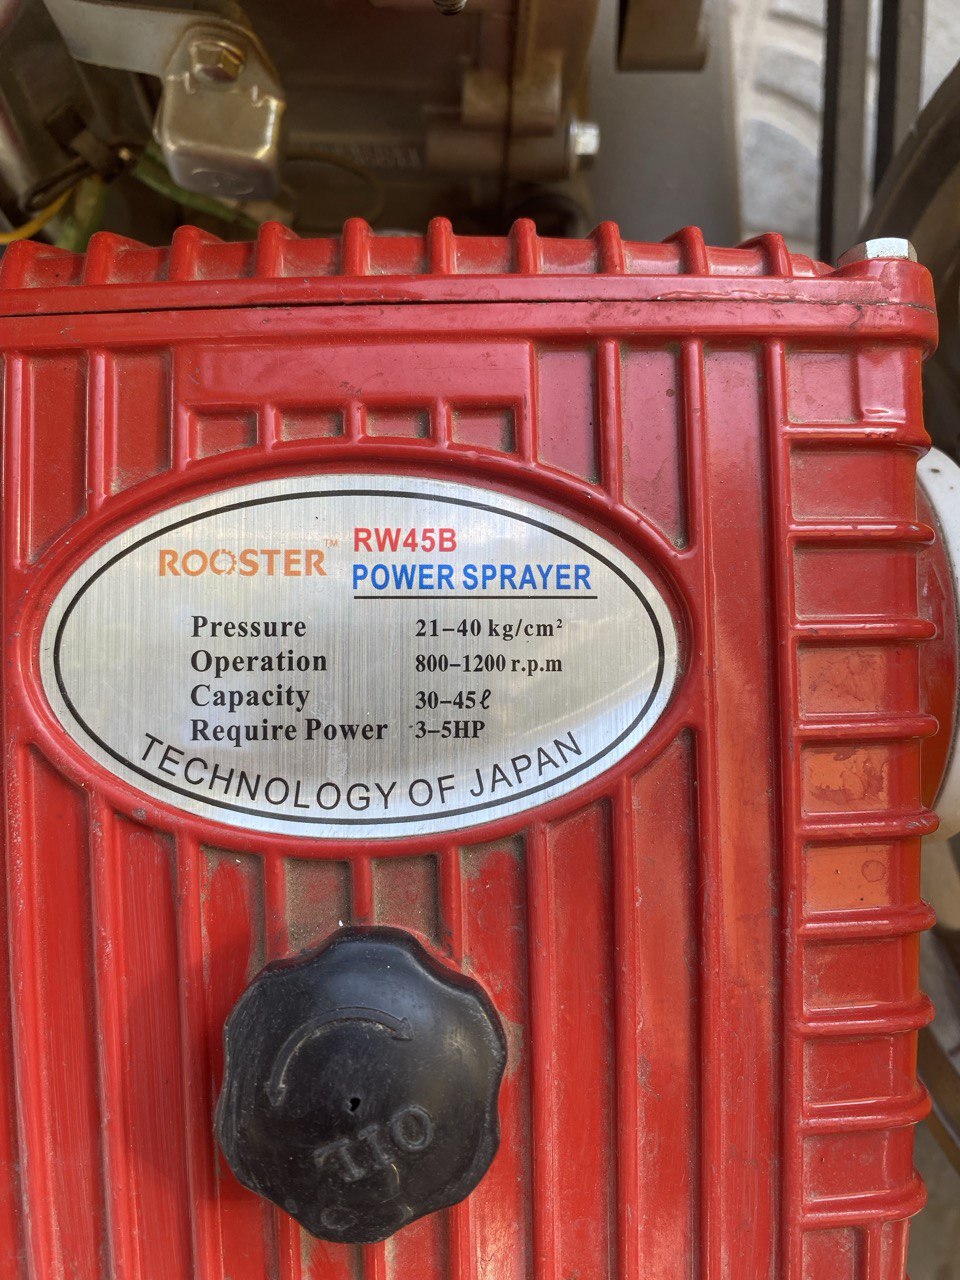 ROOSTER™ RW45B
POWER SPRAYER
Pressure 21–40 kg/cm²
Operation 800–1200 r.p.m
Capacity 30–45ℓ
Require Power 3–5HP
TECHNOLOGY OF JAPAN
OIL